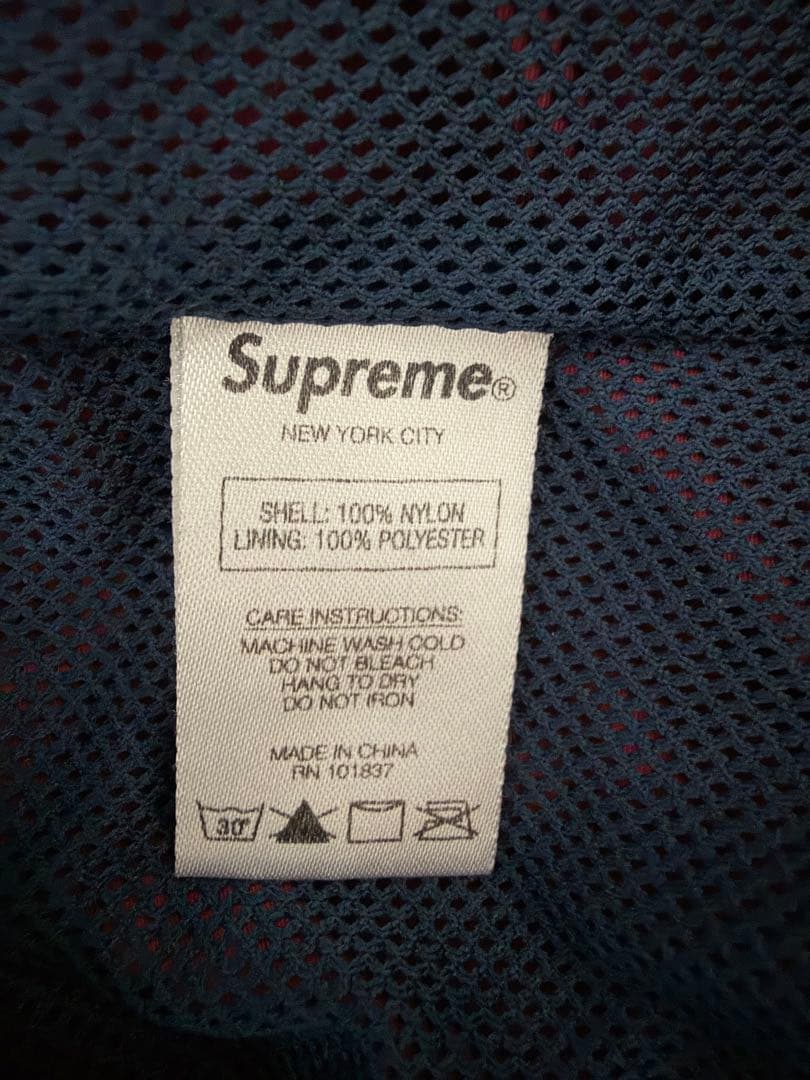 Supreme®
NEW YORK CITY
SHELL: 100% NYLON
LINING: 100% POLYESTER
CARE INSTRUCTIONS:
MACHINE WASH COLD
DO NOT BLEACH
HANG TO DRY
DO NOT IRON
MADE IN CHINA
RN 101837
30°